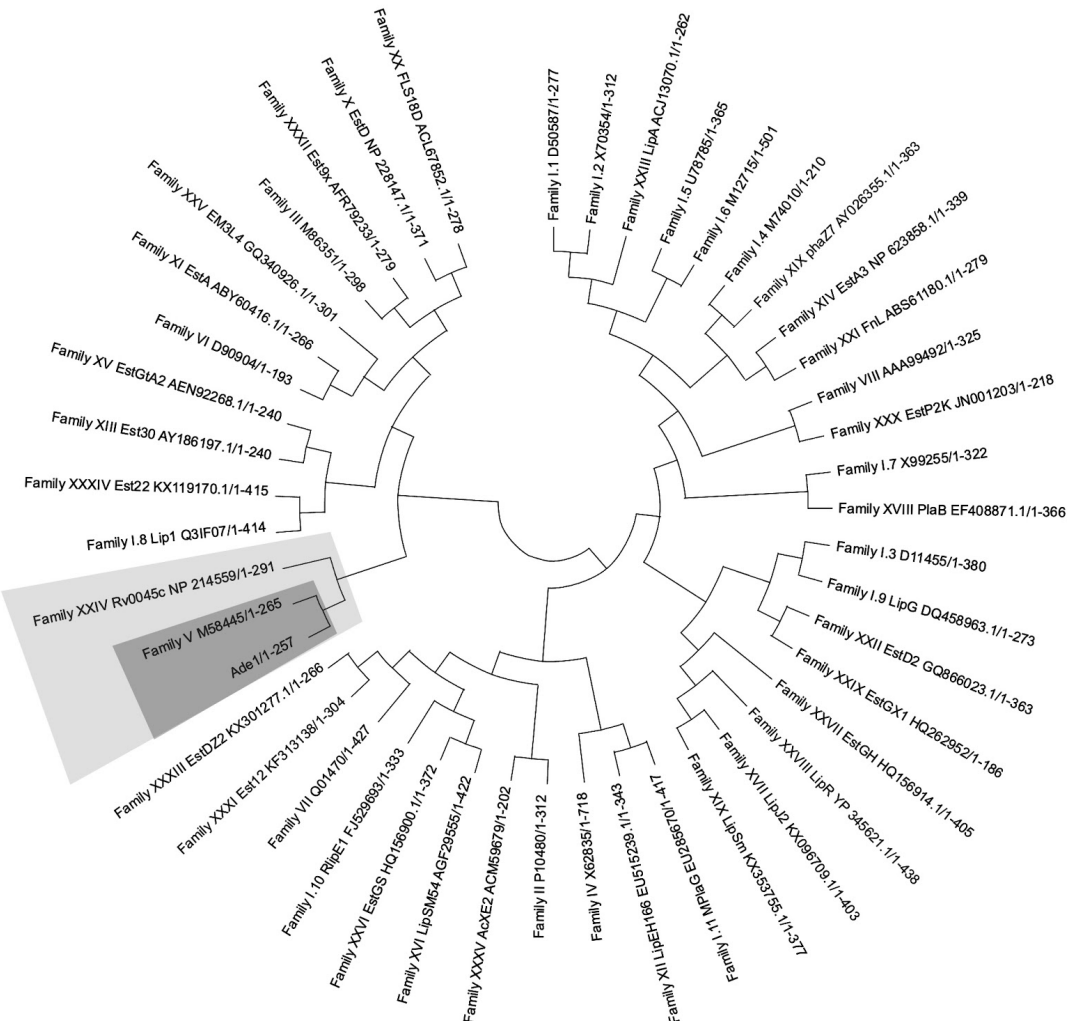 Family I.1 D50587/1-277
Family I.2 X70354/1-312
Family XXIII LipA ACJ13070.1/1-262
Family I.5 U78785/1-365
Family I.6 M12715/1-501
Family I.4 M74010/1-210
Family XIX phaZ7 AY026355.1/1-363
Family XIV EstA3 NP 623858.1/1-339
Family XXI FnL ABS61180.1/1-279
Family VIII AAA99492/1-325
Family XXX EstP2K JN001203/1-218
Family I.7 X99255/1-322
Family XVIII PlaB EF408871.1/1-366
Family I.3 D11455/1-380
Family I.9 LipG DQ458963.1/1-273
Family XXII EstD2 GQ866023.1/1-363
Family XXIX EstGX1 HQ262952/1-186
Family XXVII EstGH HQ156914.1/1-405
Family XXVIII LipR YP 345621.1/1-438
Family XVII LipJ2 KX096709.1/1-403
Family XIX LipSm KX353755.1/1-377
Family I.11 MPlaG EU285670/1-417
Family XII LipEH166 EU515239.1/1-343
Family IV X62835/1-718
Family II P10480/1-312
Family XXXV AcXE2 ACM59679/1-202
Family XVI LipSM54 AGF29555/1-422
Family XXVI EstGS HQ156900.1/1-372
Family I.10 RlipE1 FJ529693/1-333
Family VII Q01470/1-427
Family XXXI Est12 KF313138/1-304
Family XXXIII EstDZ2 KX301277.1/1-266
Ade1/1-257
Family V M58445/1-265
Family XXIV Rv0045c NP 214559/1-291
Family I.8 Lip1 Q3IF07/1-414
Family XXXIV Est22 KX119170.1/1-415
Family XIII Est30 AY186197.1/1-240
Family XV EstGtA2 AEN92268.1/1-240
Family VI D90904/1-193
Family XI EstA ABY60416.1/1-266
Family XXV EM3L4 GQ340926.1/1-301
Family III M86351/1-298
Family XXXII Est9x AFR79233/1-279
Family X EstD NP 228147.1/1-371
Family XX FLS18D ACL67852.1/1-278